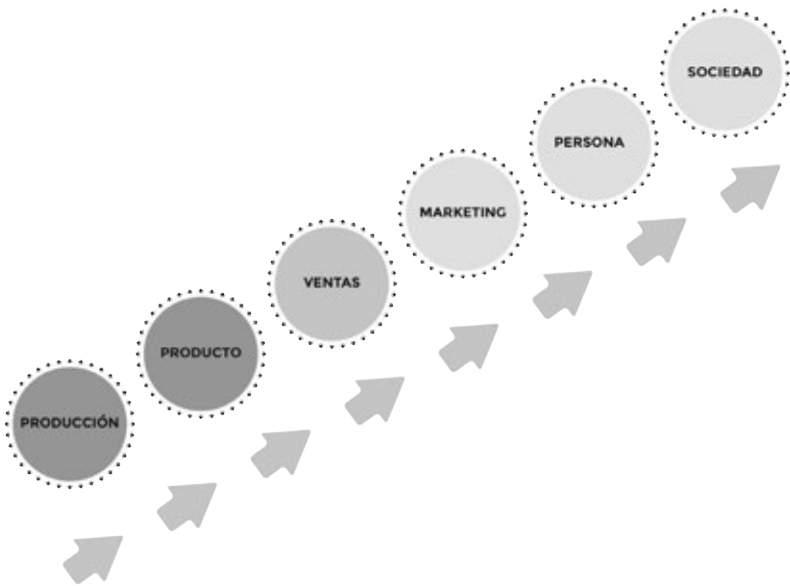 SOCIEDAD
PERSONA
MARKETING
VENTAS
PRODUCTO
PRODUCCIÓN